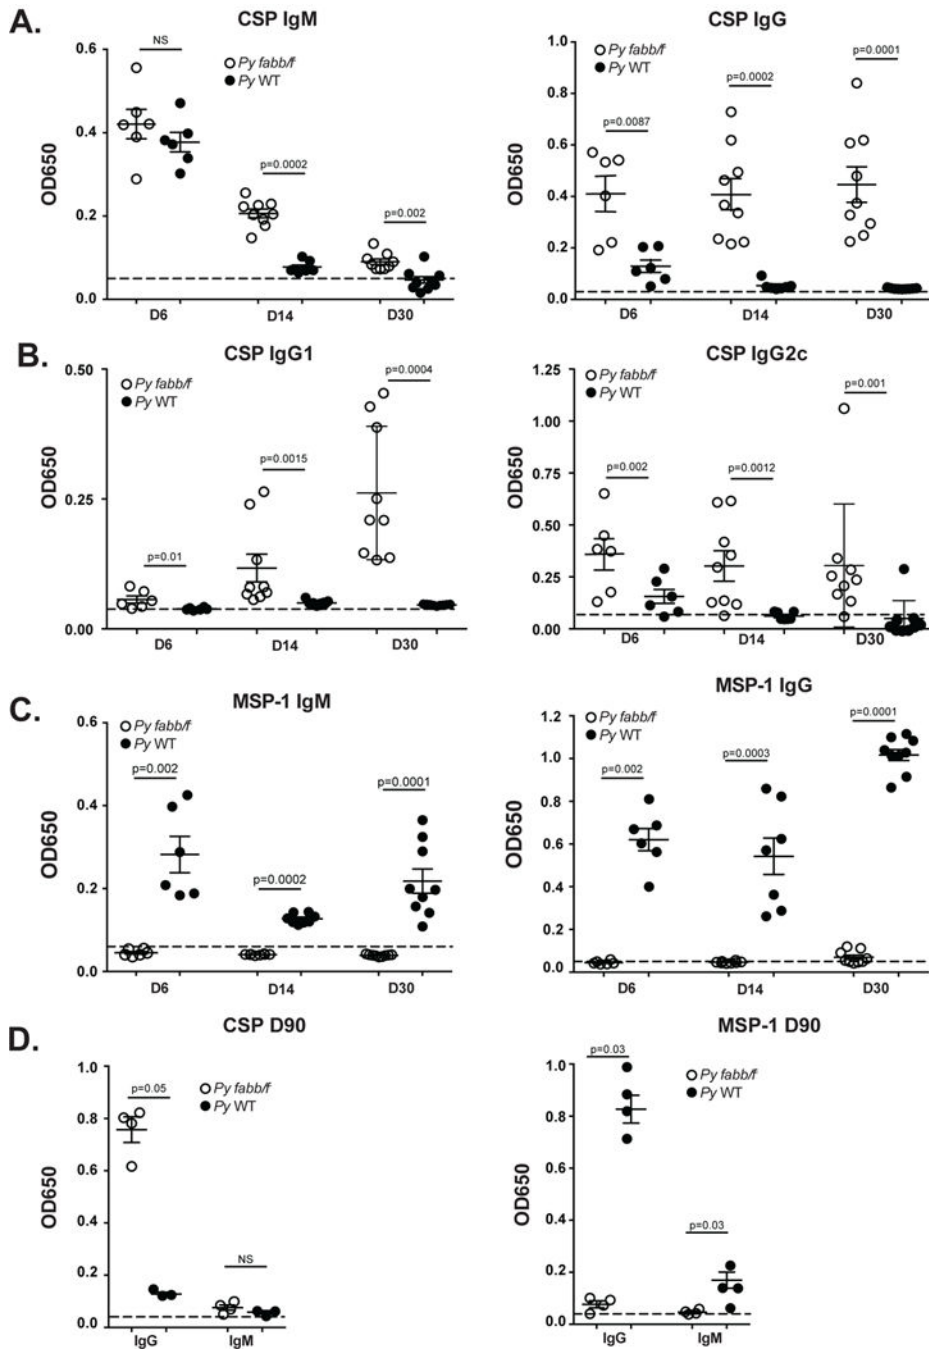 A.
CSP IgM
NS
Py fabb/f
Py WT
p=0.0002
p=0.002
OD650
0.6
0.4
0.2
0.0
D6 D14 D30
CSP IgG
Py fabb/f
Py WT
p=0.0087
p=0.0002
p=0.0001
OD650
1.0
0.8
0.6
0.4
0.2
0.0
D6 D14 D30
B.
CSP IgG1
Py fabb/f
Py WT
p=0.01
p=0.0015
p=0.0004
OD650
0.50
0.25
0.00
D6 D14 D30
CSP IgG2c
Py fabb/f
Py WT
p=0.002
p=0.0012
p=0.001
OD650
1.25
1.00
0.75
0.50
0.25
0.00
D6 D14 D30
C.
MSP-1 IgM
Py fabb/f
Py WT
p=0.002
p=0.0002
p=0.0001
OD650
0.6
0.4
0.2
0.0
D6 D14 D30
MSP-1 IgG
Py fabb/f
Py WT
p=0.002
p=0.0003
p=0.0001
OD650
1.2
1.0
0.8
0.6
0.4
0.2
0.0
D6 D14 D30
D.
CSP D90
p=0.05
Py fabb/f
Py WT
NS
OD650
1.0
0.8
0.6
0.4
0.2
0.0
IgG IgM
MSP-1 D90
p=0.03
Py fabb/f
Py WT
p=0.03
OD650
1.0
0.8
0.6
0.4
0.2
0.0
IgG IgM